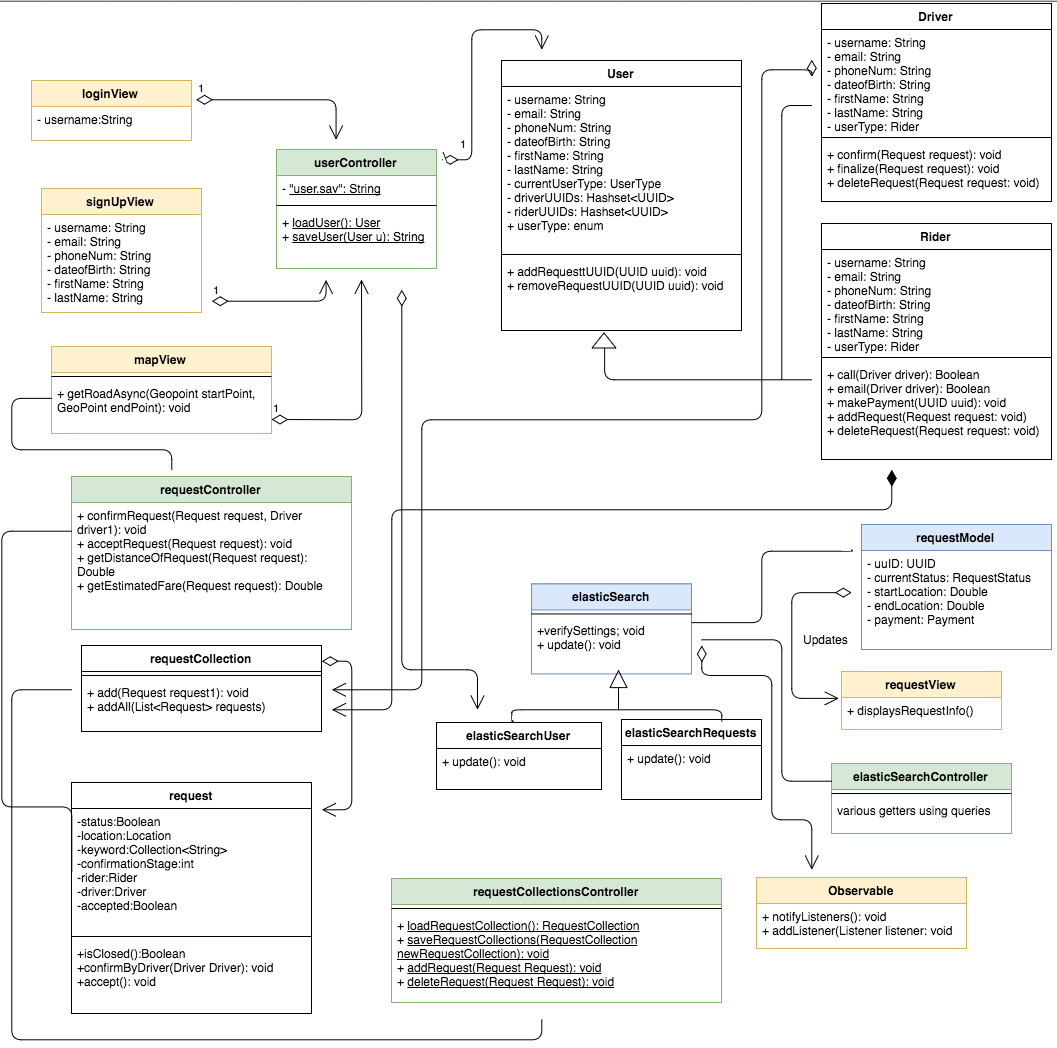 loginView
- username:String
1
signUpView
- username: String
- email: String
- phoneNum: String
- dateofBirth: String
- firstName: String
- lastName: String
1
mapView
+ getRoadAsync(Geopoint startPoint,
GeoPoint endPoint): void
1
userController
- "user.sav": String
+ loadUser(): User
+ saveUser(User u): String
1
User
- username: String
- email: String
- phoneNum: String
- dateofBirth: String
- firstName: String
- lastName: String
- currentUserType: UserType
- driverUUIDs: Hashset<UUID>
- riderUUIDs: Hashset<UUID>
+ userType: enum
+ addRequesttUUID(UUID uuid): void
+ removeRequestUUID(UUID uuid): void
Driver
- username: String
- email: String
- phoneNum: String
- dateofBirth: String
- firstName: String
- lastName: String
- userType: Rider
+ confirm(Request request): void
+ finalize(Request request): void
+ deleteRequest(Request request: void)
Rider
- username: String
- email: String
- phoneNum: String
- dateofBirth: String
- firstName: String
- lastName: String
- userType: Rider
+ call(Driver driver): Boolean
+ email(Driver driver): Boolean
+ makePayment(UUID uuid): void
+ addRequest(Request request: void)
+ deleteRequest(Request request: void)
requestController
+ confirmRequest(Request request, Driver
driver1): void
+ acceptRequest(Request request): void
+ getDistanceOfRequest(Request request):
Double
+ getEstimatedFare(Request request): Double
requestCollection
+ add(Request request1): void
+ addAll(List<Request> requests)
request
-status:Boolean
-location:Location
-keyword:Collection<String>
-confirmationStage:int
-rider:Rider
-driver:Driver
-accepted:Boolean
+isClosed():Boolean
+confirmByDriver(Driver Driver): void
+accept(): void
elasticSearch
+verifySettings; void
+ update(): void
elasticSearchUser
+ update(): void
elasticSearchRequests
+ update(): void
requestModel
- uuID: UUID
- currentStatus: RequestStatus
- startLocation: Double
- endLocation: Double
- payment: Payment
Updates
requestView
+ displaysRequestInfo()
elasticSearchController
various getters using queries
requestCollectionsController
+ loadRequestCollection(): RequestCollection
+ saveRequestCollections(RequestCollection
newRequestCollection): void
+ addRequest(Request Request): void
+ deleteRequest(Request Request): void
Observable
+ notifyListeners(): void
+ addListener(Listener listener: void